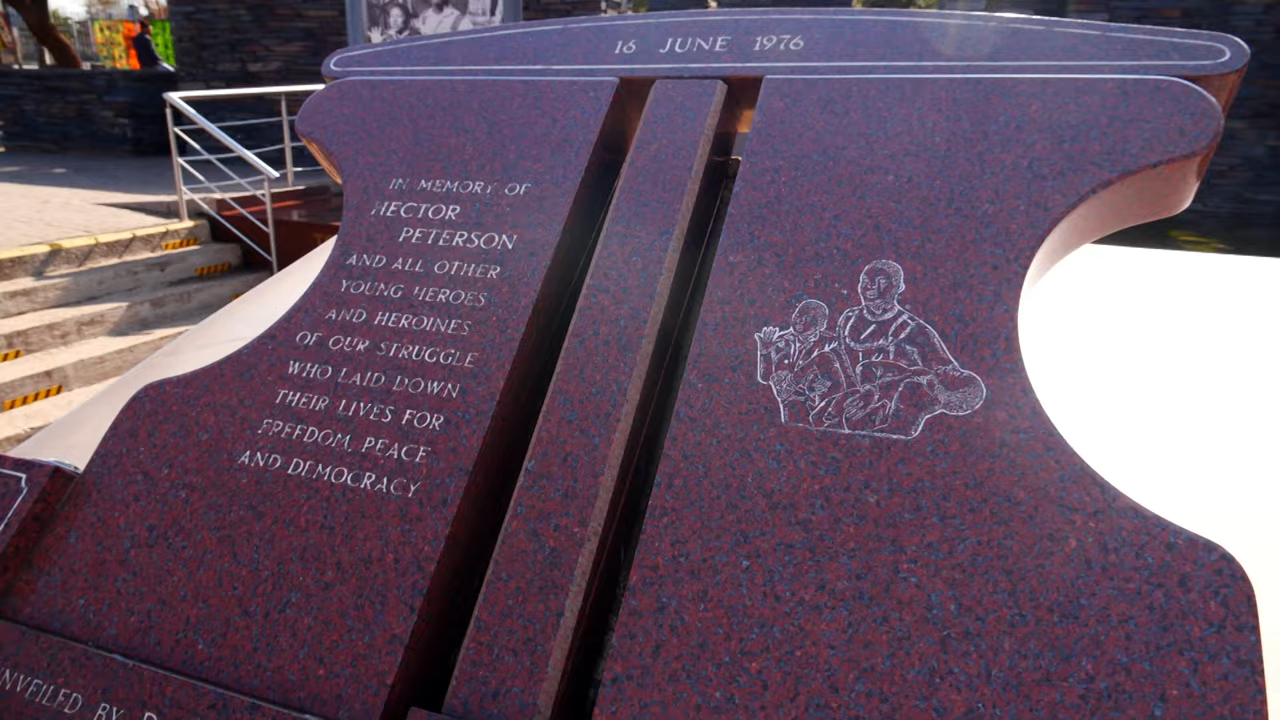 16 JUNE 1976
IN MEMORY OF
HECTOR
PETERSON
AND ALL OTHER
YOUNG HEROES
AND HEROINES
OF OUR STRUGGLE
WHO LAID DOWN
THEIR LIVES FOR
FREEDOM, PEACE
AND DEMOCRACY
BY